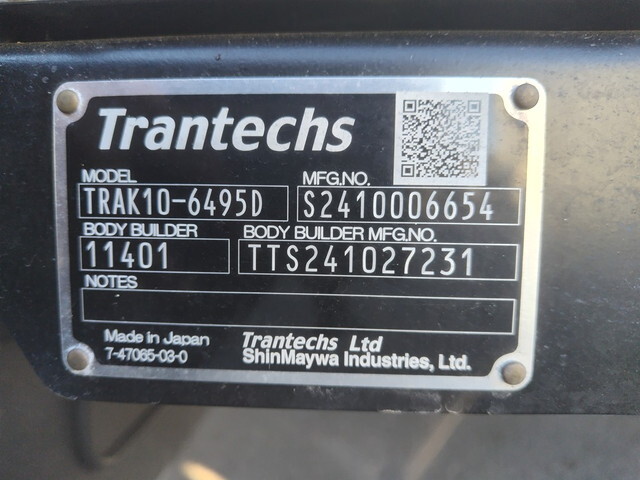 Trantechs
MODEL MFG.NO.
TRAK10-6495D S2410006654
BODY BUILDER BODY BUILDER MFG.NO.
11401 TTS241027231
NOTES
Made in Japan Trantechs Ltd
7-47065-03-0 ShinMaywa Industries, Ltd.